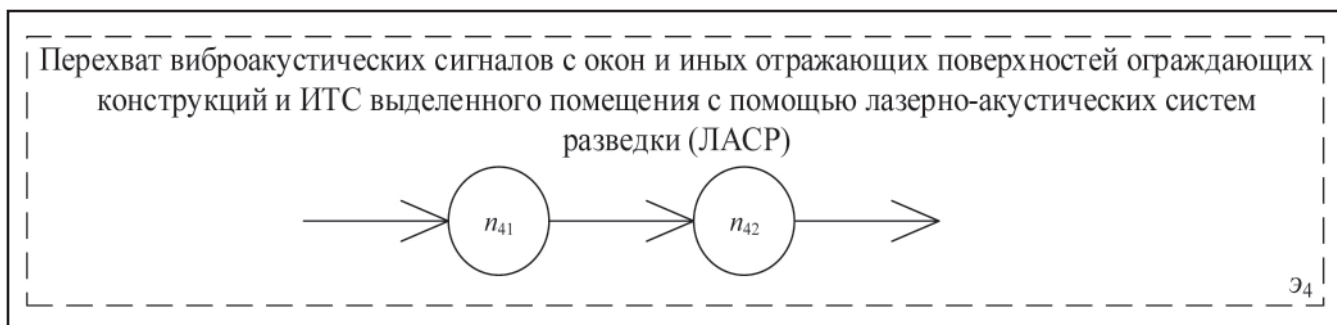 Перехват виброакустических сигналов с окон и иных отражающих поверхностей ограждающих
конструкций и ИТС выделенного помещения с помощью лазерно-акустических систем
разведки (ЛАСР)
n₄₁ n₄₂
э₄